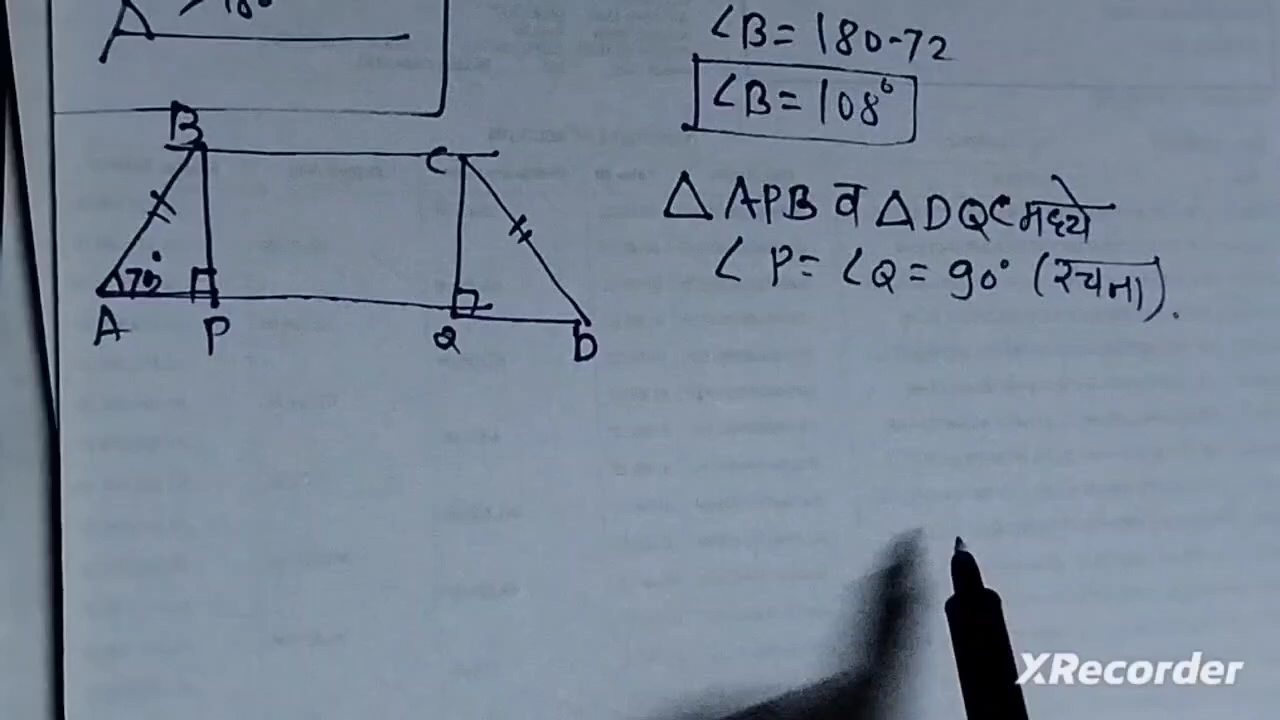 ∠B = 180-72
∠B = 108°
B
C
70°
A
P
Q
D
△ APB व △ DQC मध्ये
∠ P = ∠Q = 90° (रचना).
XRecorder